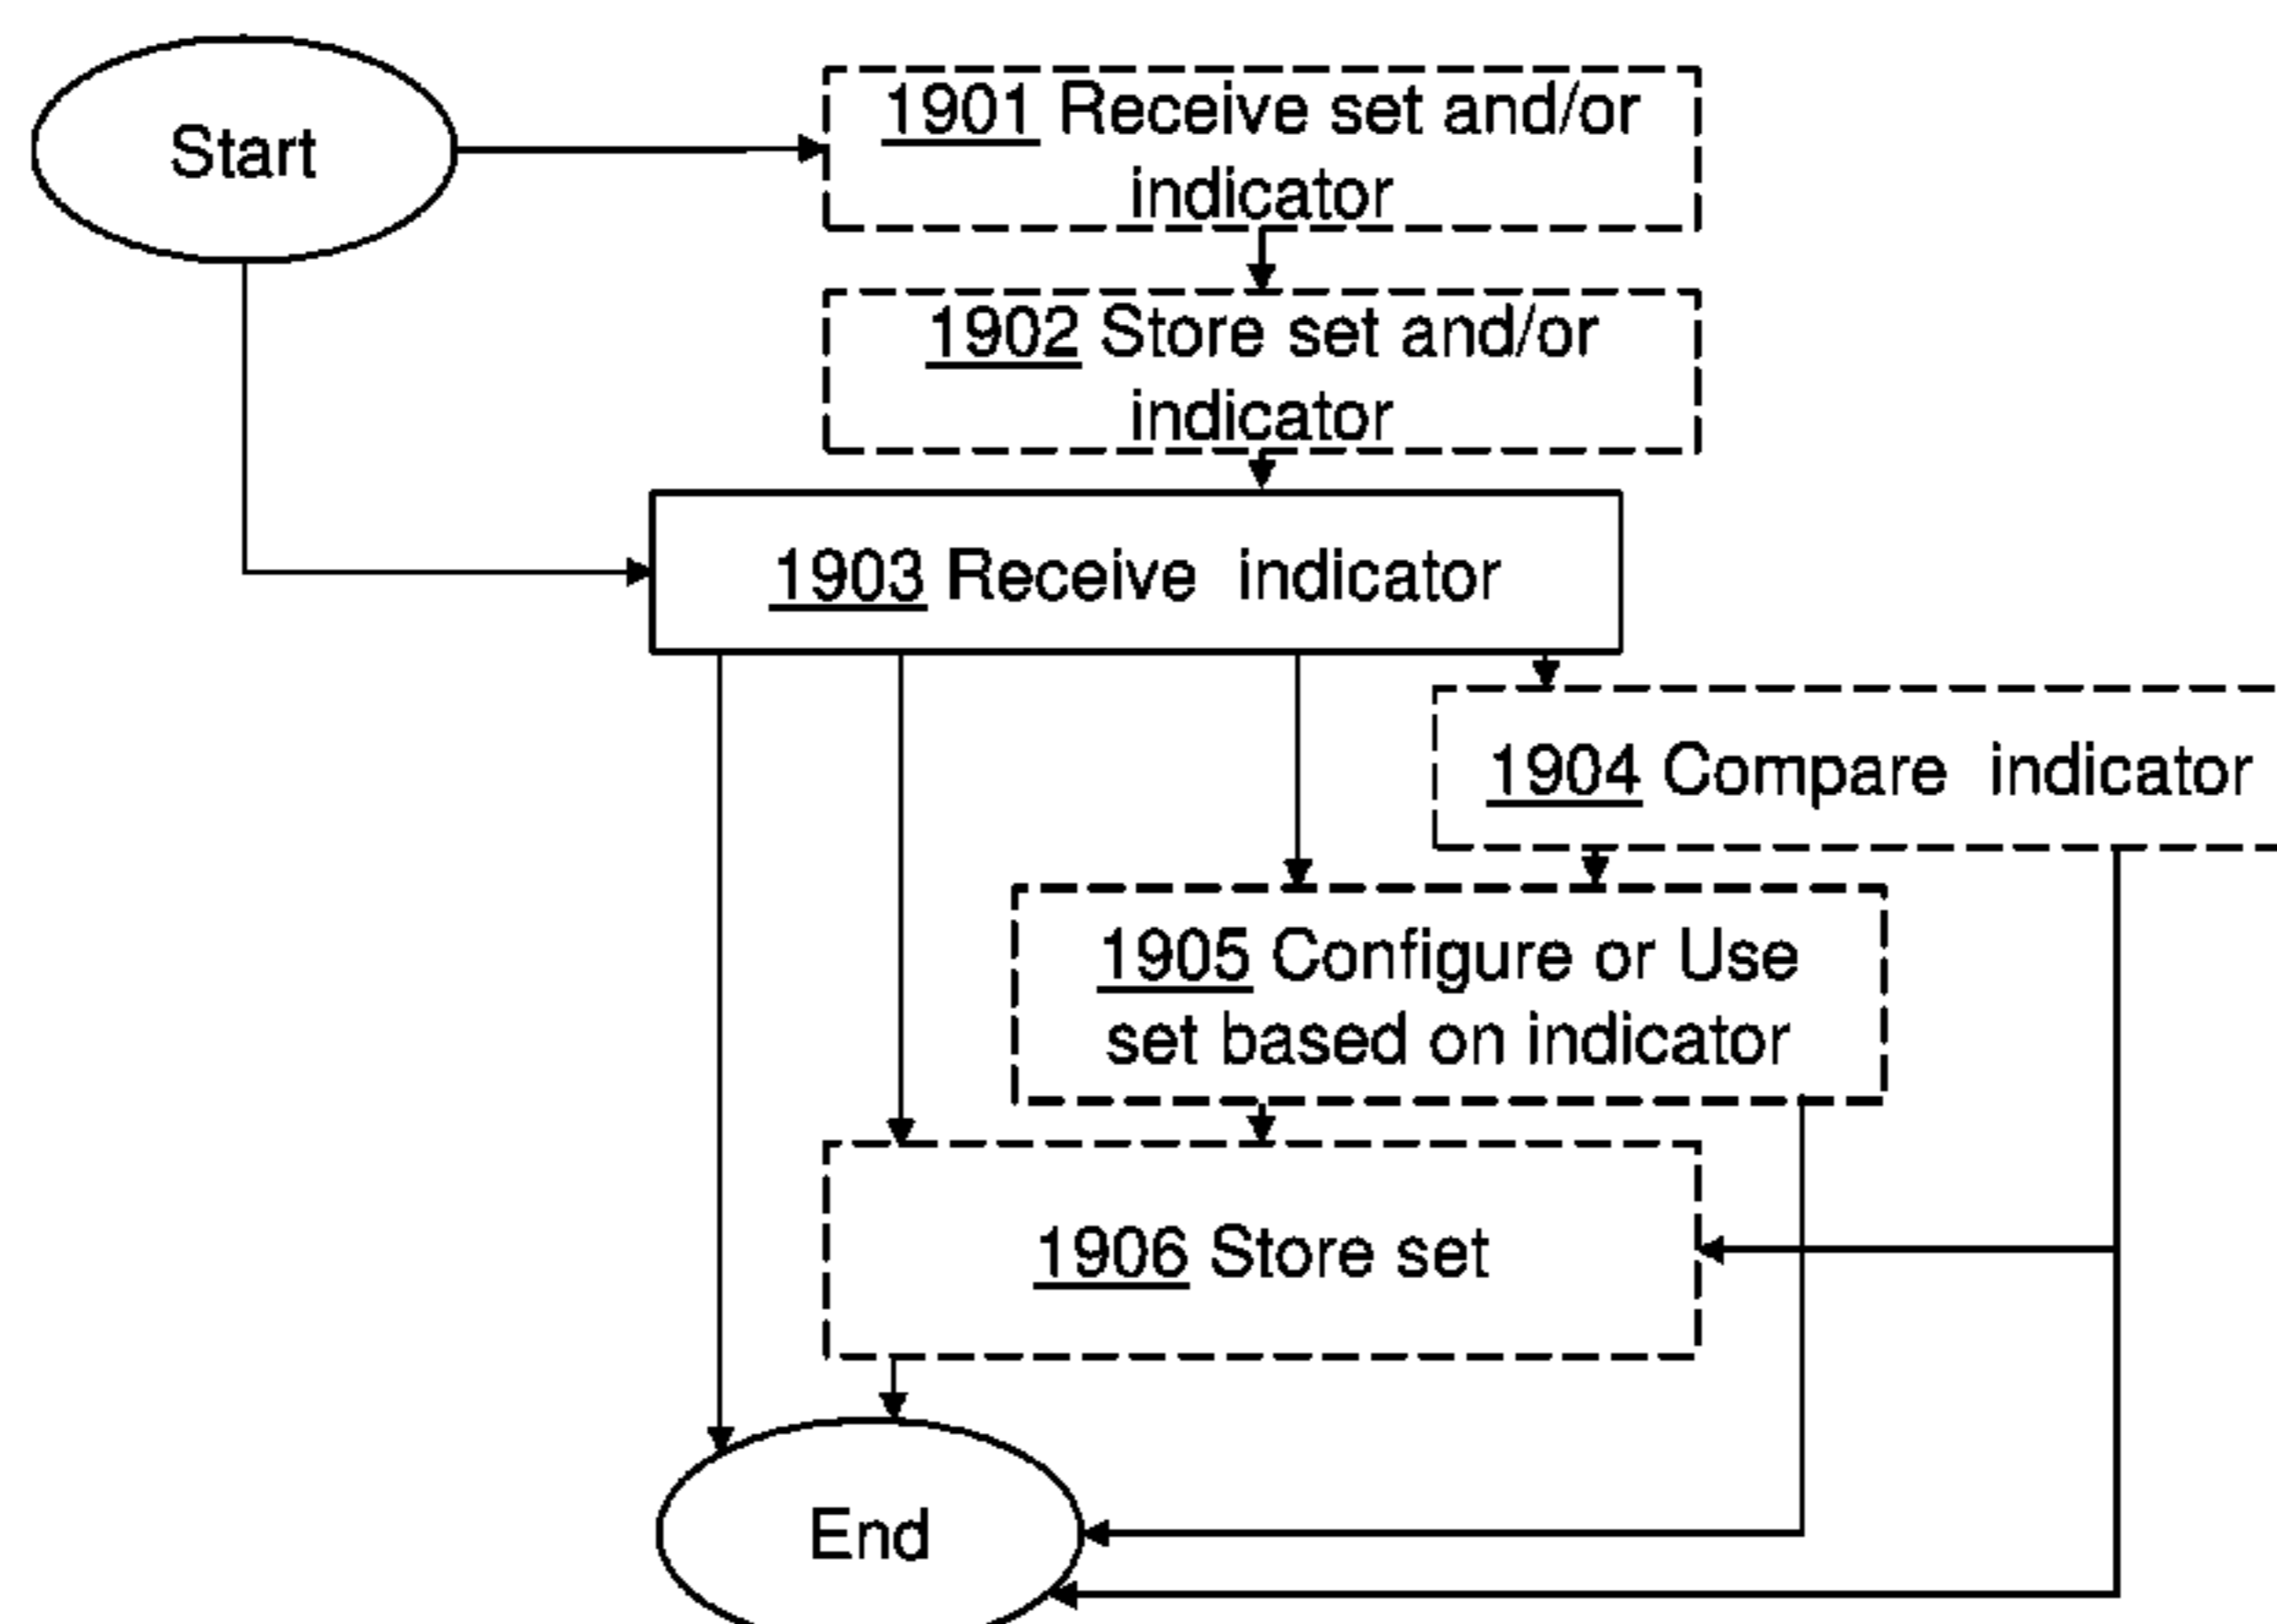 Start
1901 Receive set and/or
indicator
1902 Store set and/or
indicator
1903 Receive indicator
1904 Compare indicator
1905 Configure or Use
set based on indicator
1906 Store set
End